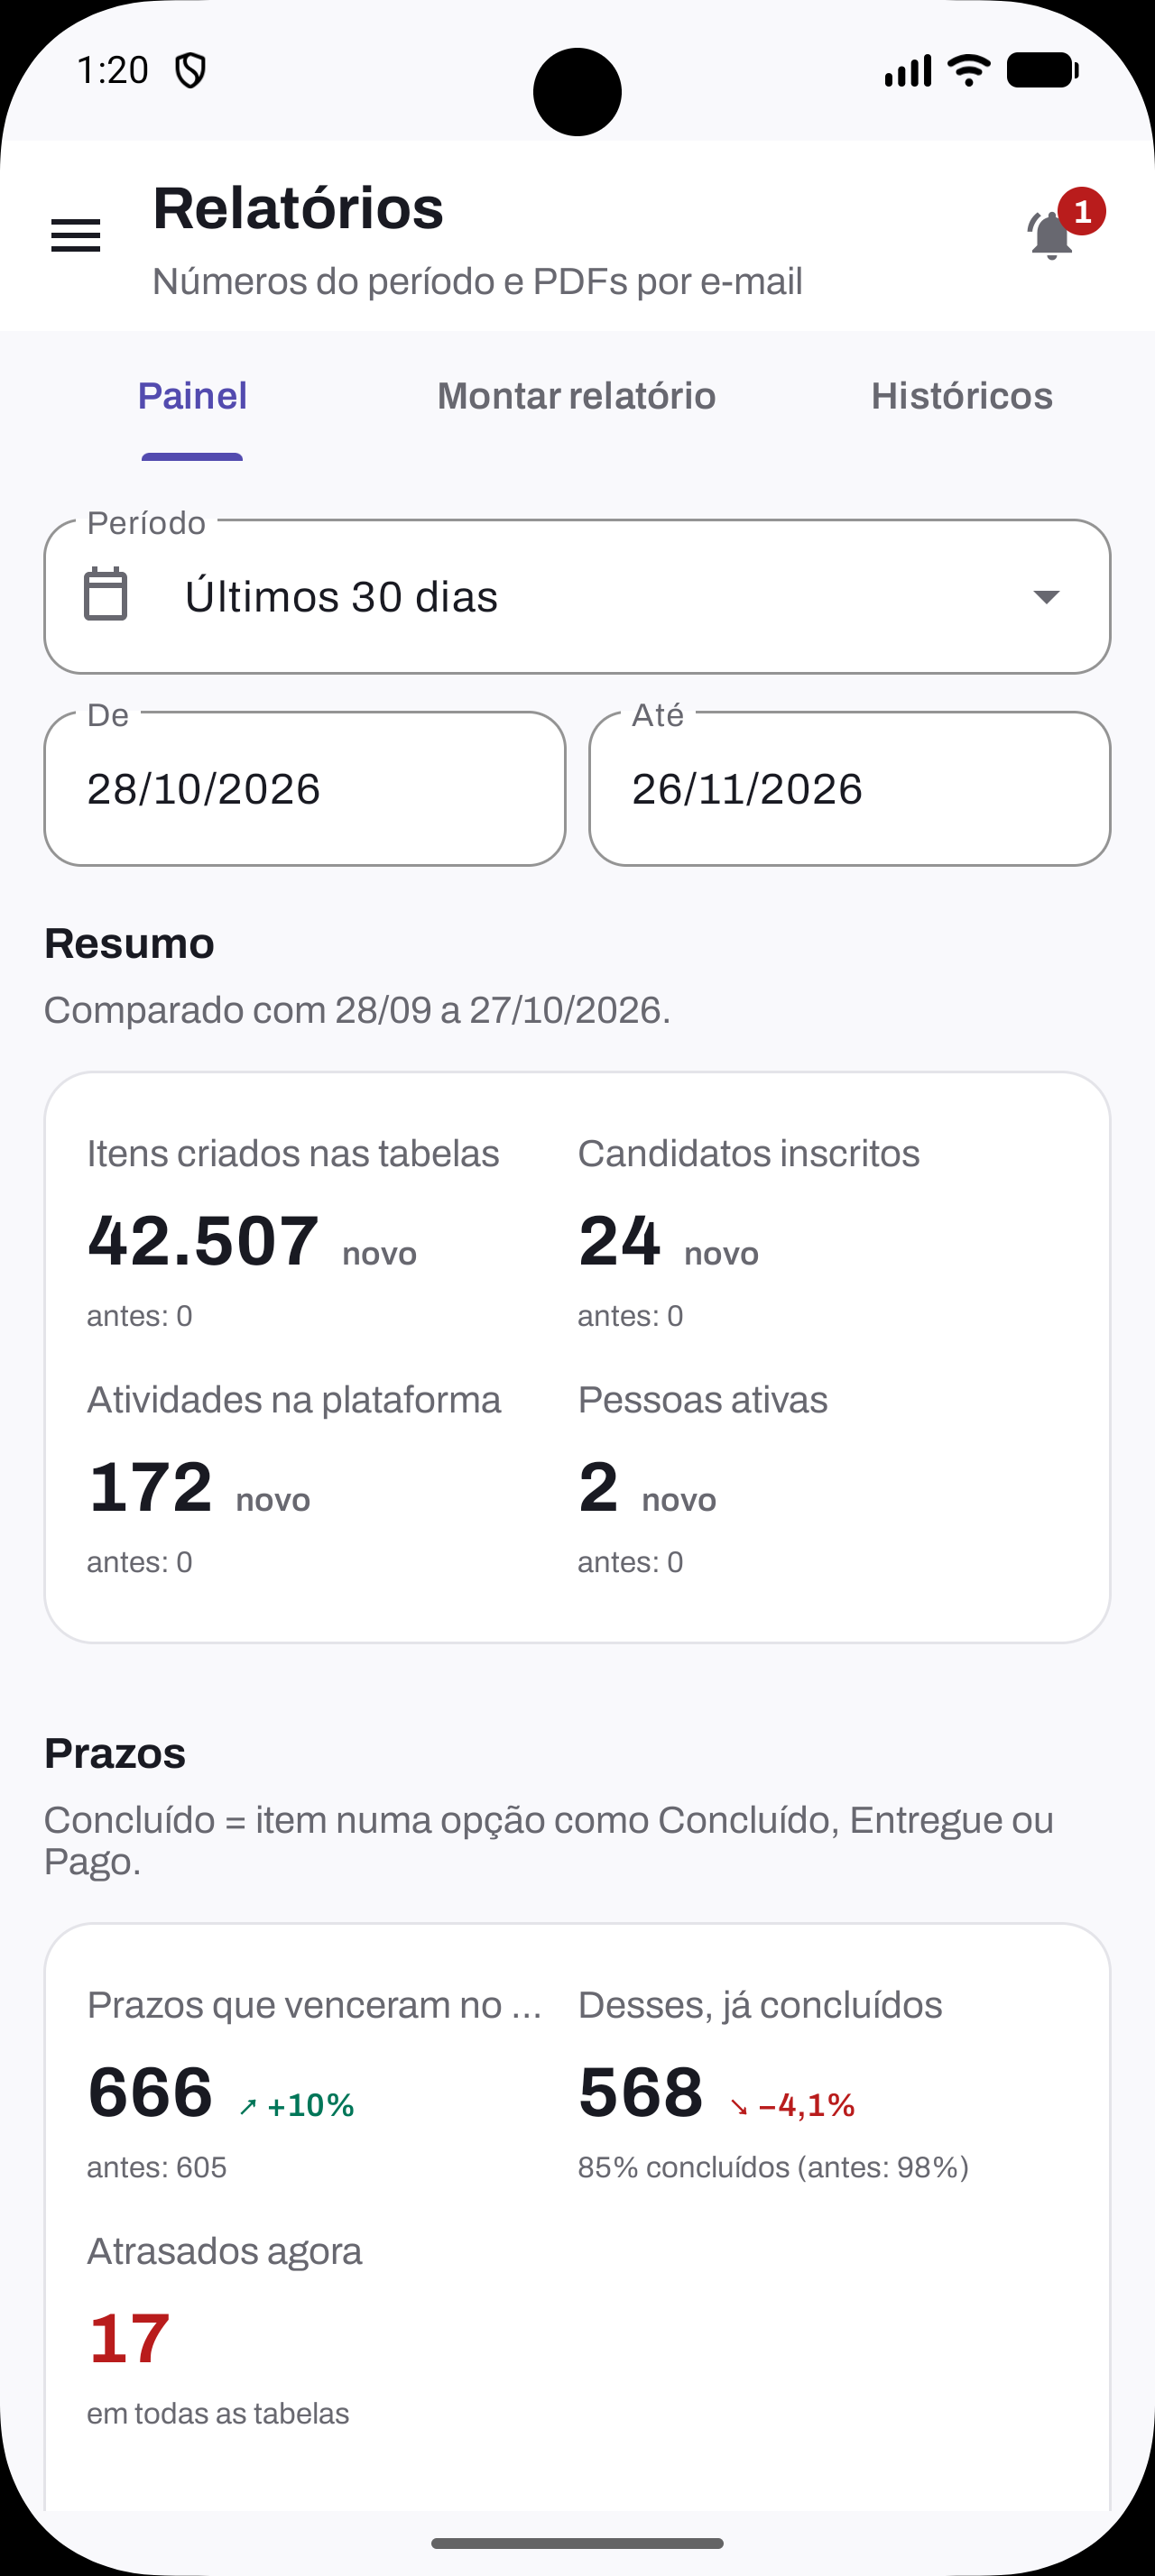 1:20
Relatórios
1
Números do período e PDFs por e-mail
Painel
Montar relatório
Históricos
Período
Últimos 30 dias
De
28/10/2026
Até
26/11/2026
Resumo
Comparado com 28/09 a 27/10/2026.
Itens criados nas tabelas
42.507 novo
antes: 0
Candidatos inscritos
24 novo
antes: 0
Atividades na plataforma
172 novo
antes: 0
Pessoas ativas
2 novo
antes: 0
Prazos
Concluído = item numa opção como Concluído, Entregue ou
Pago.
Prazos que venceram no ...
666 ↗ +10%
antes: 605
Desses, já concluídos
568 ↘ −4,1%
85% concluídos (antes: 98%)
Atrasados agora
17
em todas as tabelas